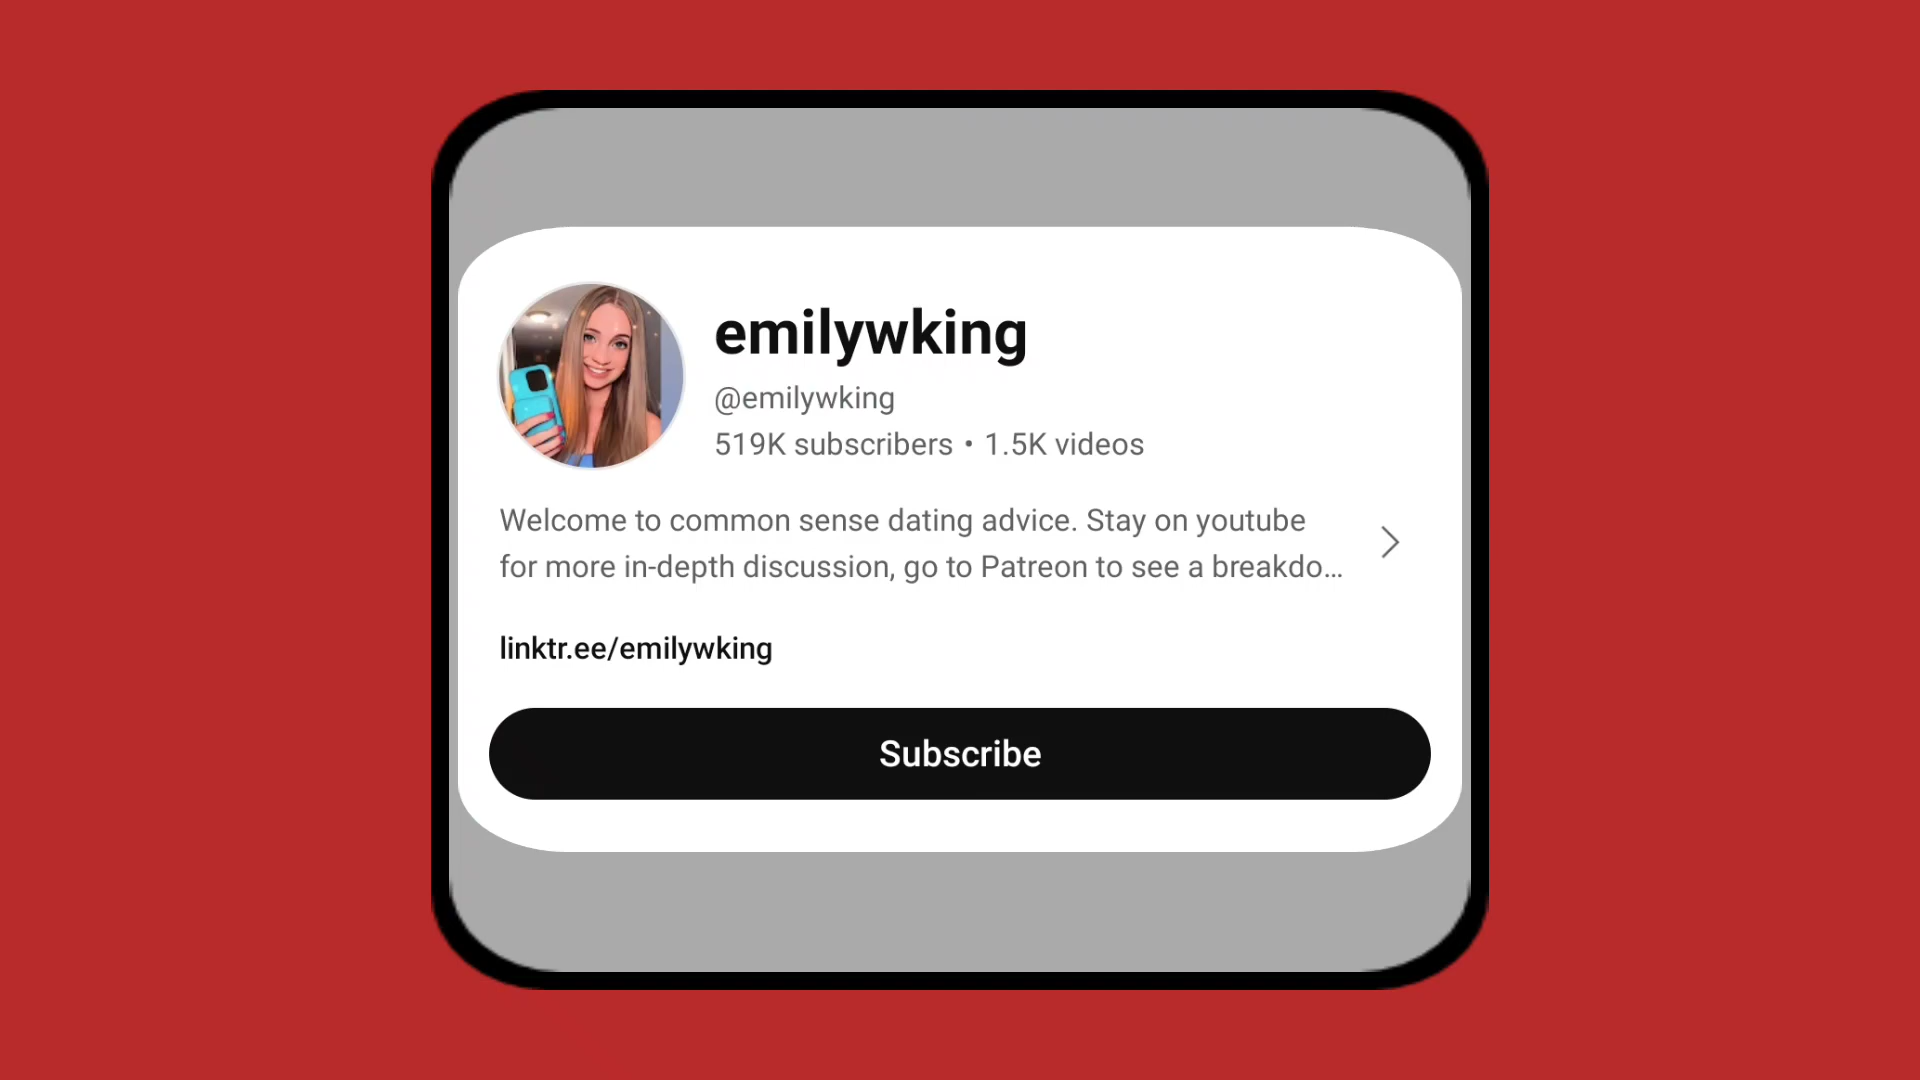 emilywking
@emilywking
519K subscribers • 1.5K videos
Welcome to common sense dating advice. Stay on youtube
for more in-depth discussion, go to Patreon to see a breakdo...
linktr.ee/emilywking
Subscribe